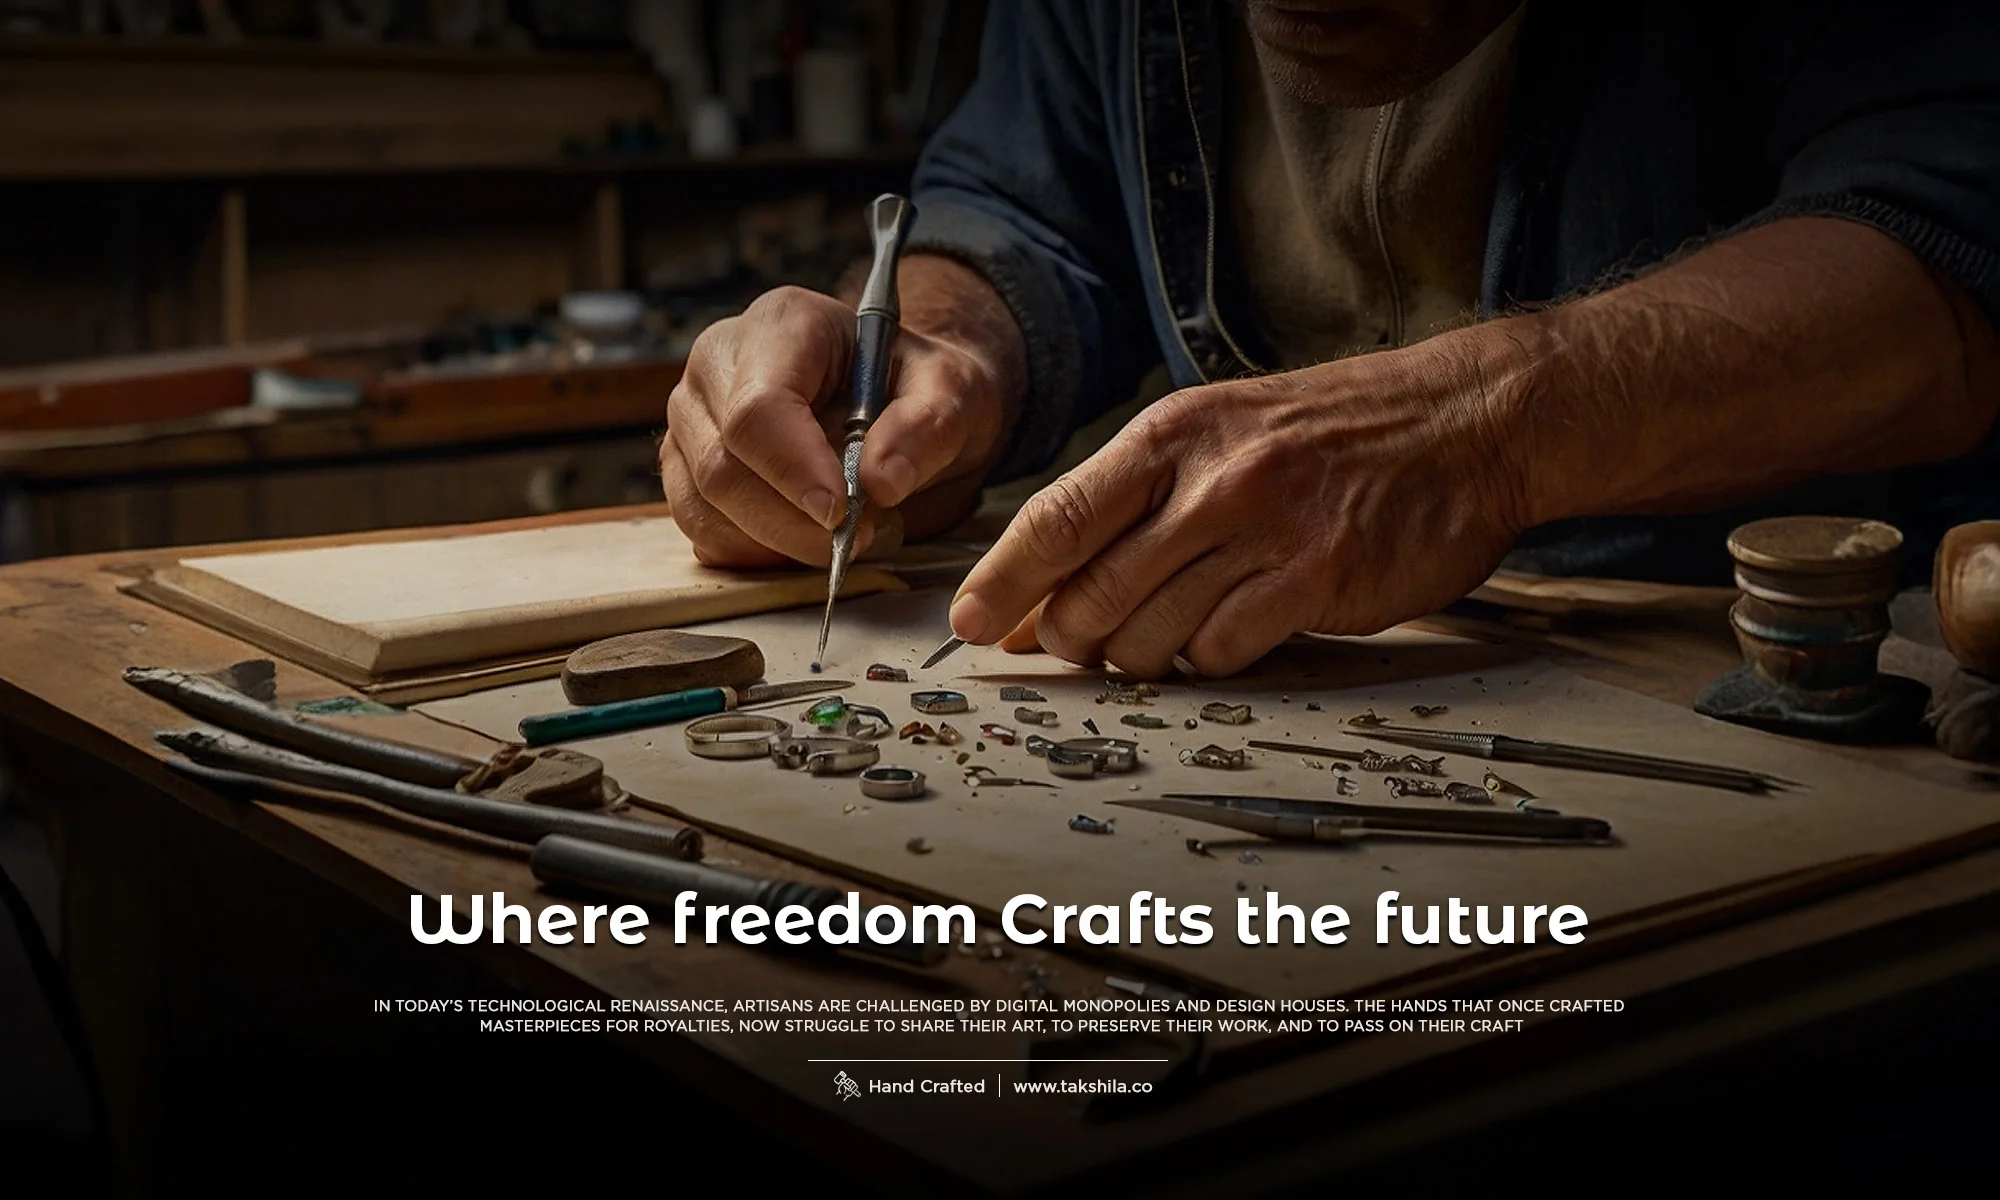 Where freedom Crafts the future
IN TODAY'S TECHNOLOGICAL RENAISSANCE, ARTISANS ARE CHALLENGED BY DIGITAL MONOPOLIES AND DESIGN HOUSES. THE HANDS THAT ONCE CRAFTED
MASTERPIECES FOR ROYALTIES, NOW STRUGGLE TO SHARE THEIR ART, TO PRESERVE THEIR WORK, AND TO PASS ON THEIR CRAFT
Hand Crafted | www.takshila.co